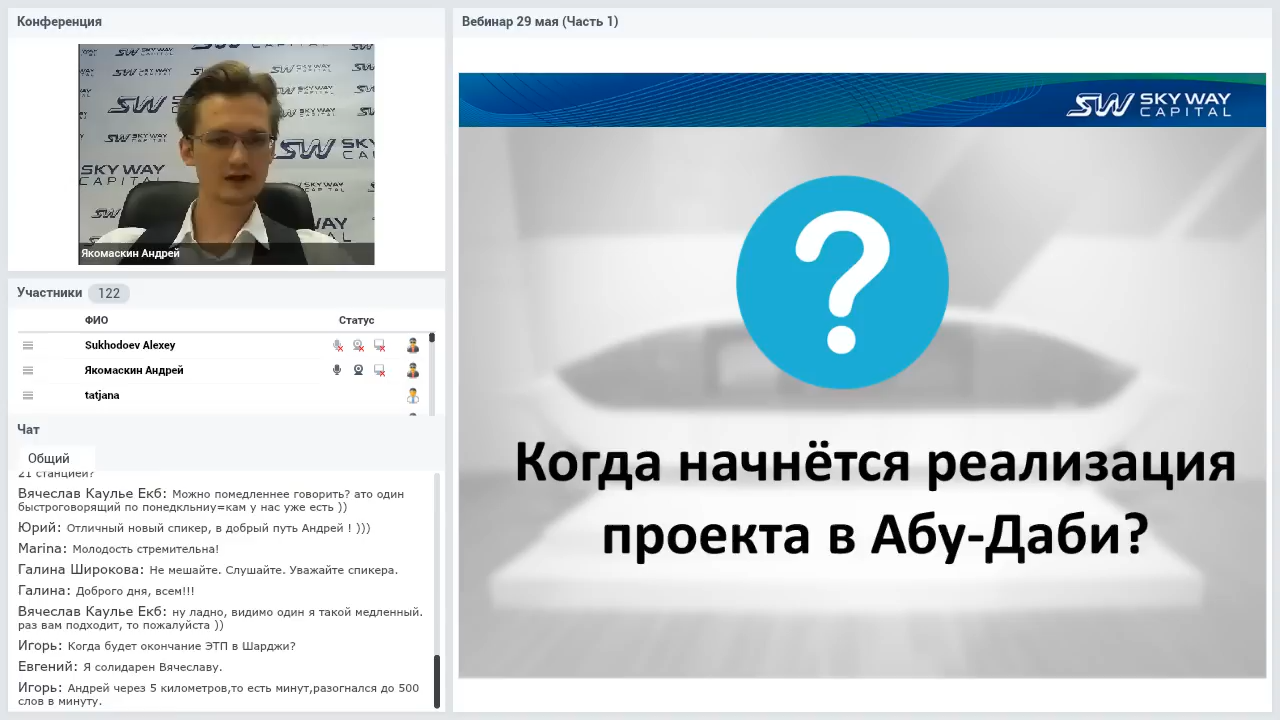 Конференция
Вебинар 29 мая (Часть 1)
SW SKY WAY
CAPITAL
SKY WAY
CAPITAL
Якомаскин Андрей
Участники 122
ФИО Статус
Sukhodoev Alexey
Якомаскин Андрей
tatjana
Чат
Общий
21 станцией?
Вячеслав Каулье Екб: Можно помедленнее говорить? ато один
быстроговорящий по понедкльниу=кам у нас уже есть ))
Юрий: Отличный новый спикер, в добрый путь Андрей ! )))
Marina: Молодость стремительна!
Галина Широкова: Не мешайте. Слушайте. Уважайте спикера.
Галина: Доброго дня, всем!!!
Вячеслав Каулье Екб: ну ладно, видимо один я такой медленный.
раз вам подходит, то пожалуйста ))
Игорь: Когда будет окончание ЭТП в Шарджи?
Евгений: Я солидарен Вячеславу.
Игорь: Андрей через 5 километров,то есть минут,разогнался до 500
слов в минуту.
SW SKY WAY
CAPITAL
?
Когда начнётся реализация
проекта в Абу-Даби?